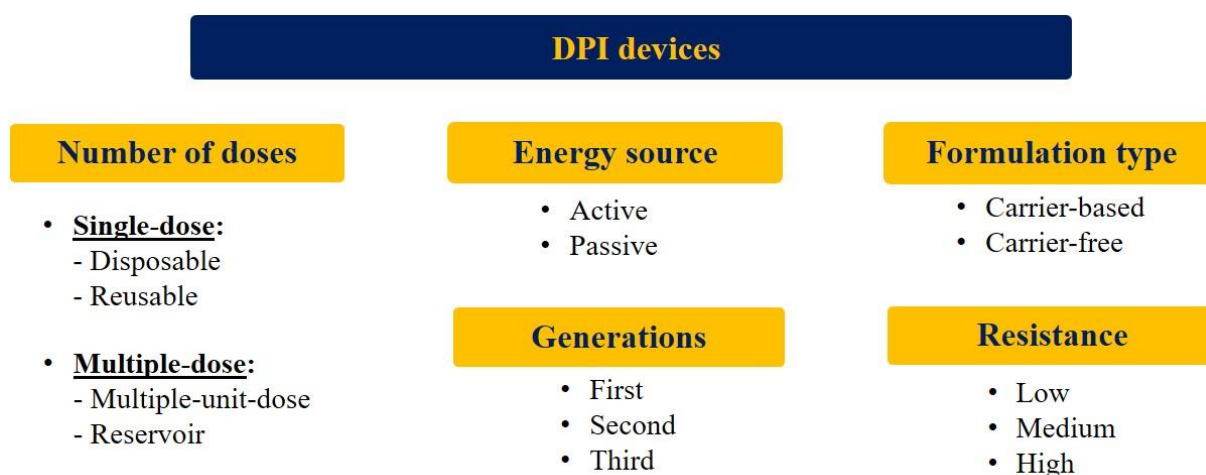 DPI devices
Number of doses
• Single-dose:
- Disposable
- Reusable
• Multiple-dose:
- Multiple-unit-dose
- Reservoir
Energy source
• Active
• Passive
Generations
• First
• Second
• Third
Formulation type
• Carrier-based
• Carrier-free
Resistance
• Low
• Medium
• High